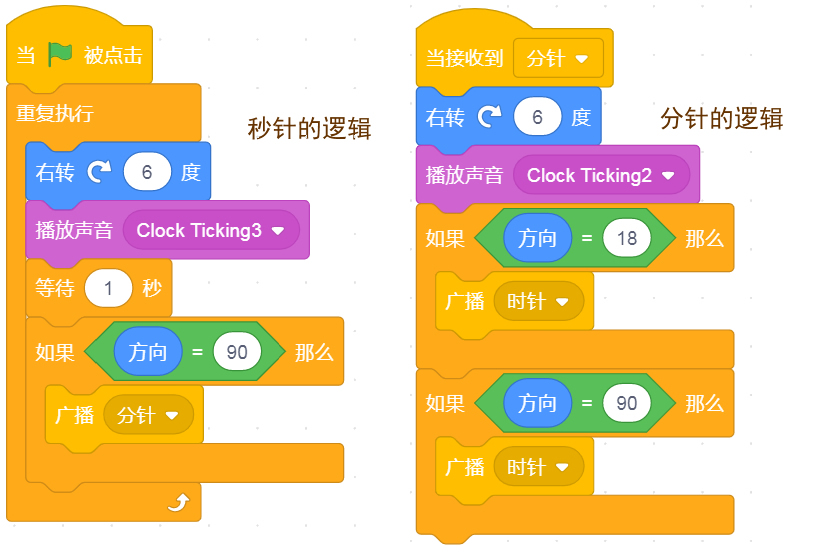 当 被点击
重复执行
右转 6 度
播放声音 Clock Ticking3
等待 1 秒
如果 方向 = 90 那么
广播 分针
秒针的逻辑
当接收到 分针
右转 6 度
播放声音 Clock Ticking2
如果 方向 = 18 那么
广播 时针
如果 方向 = 90 那么
广播 时针
分针的逻辑